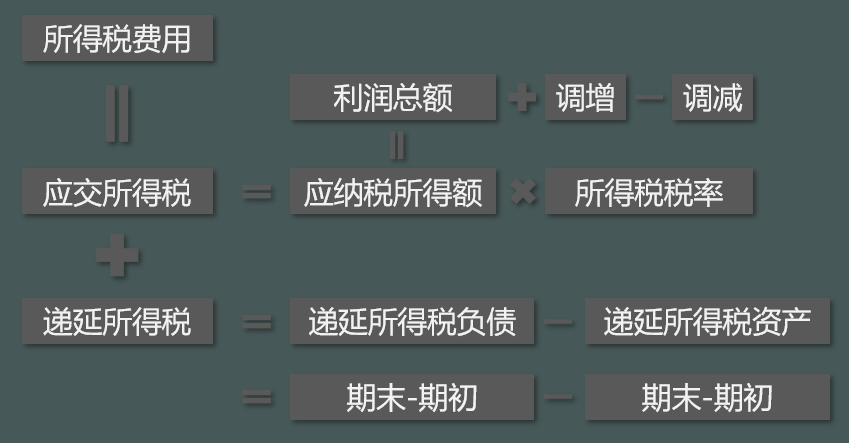 所得税费用
利润总额 + 调增 - 调减
应交所得税 = 应纳税所得额 × 所得税税率
递延所得税 = 递延所得税负债 - 递延所得税资产
= 期末-期初 - 期末-期初